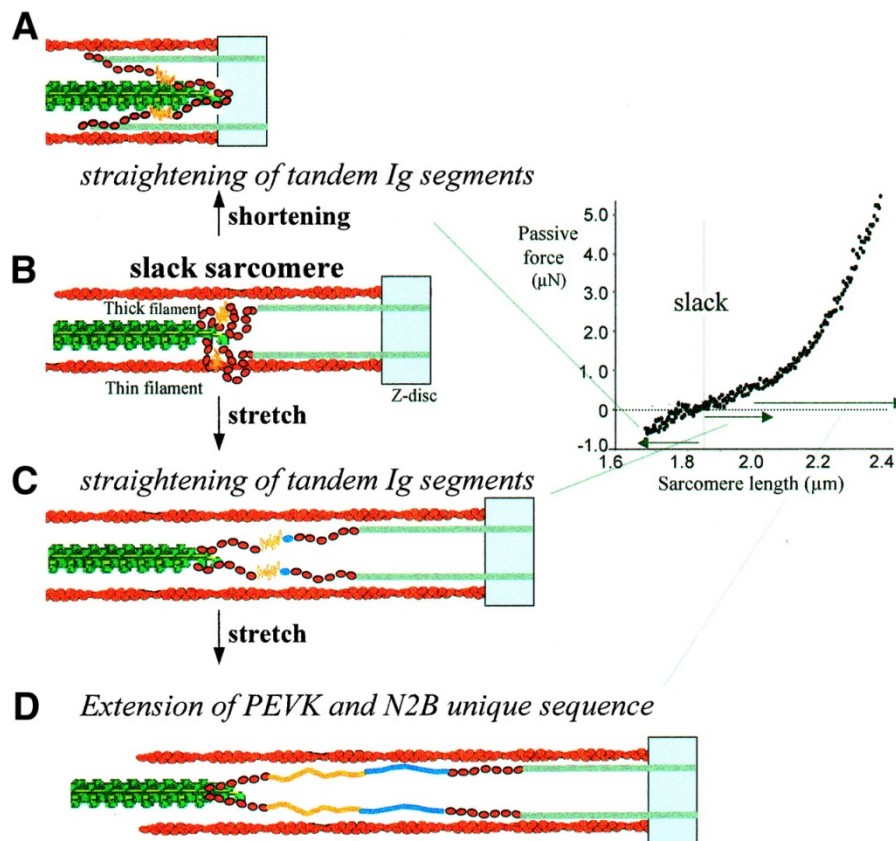 A
straightening of tandem Ig segments
shortening
B
slack sarcomere
Thick filament
Thin filament
Z-disc
stretch
C
straightening of tandem Ig segments
stretch
D
Extension of PEVK and N2B unique sequence
Passive
force
(µN)
slack
5.0
4.0
3.0
2.0
1. 0
0
-1.0
1.6
1.8
2.0
2.2
2.4
Sarcomere length (µm)